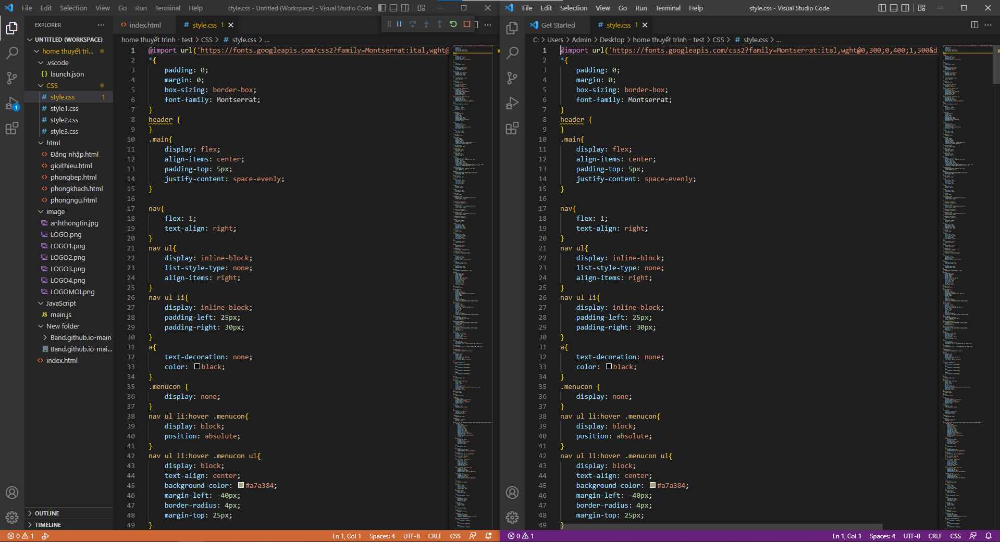 File Edit Selection View Go Run Terminal Help
style.css - Untitled (Workspace) - Visual Studio Code
EXPLORER
UNTITLED (WORKSPACE)
home thuyết trì...
.vscode
launch.json
CSS
style.css 1
style1.css
style2.css
style3.css
html
Đăng nhập.html
gioithieu.html
phongbep.html
phongkhach.html
phongngu.html
image
anhthongtin.jpg
LOGO.png
LOGO1.png
LOGO2.png
LOGO3.png
LOGO4.png
LOGOMOI.png
JavaScript
JS main.js
New folder
Band.github.io-main
Band.github.io-mai...
index.html
OUTLINE
TIMELINE
1
index.html
# style.css 1
home thuyết trình - test > CSS > # style.css > ...
1 @import url('https://fonts.googleapis.com/css2?family=Montserrat:ital,wght@
2 *{
3 padding: 0;
4 margin: 0;
5 box-sizing: border-box;
6 font-family: Montserrat;
7 }
8 header {
9 }
10 .main{
11 display: flex;
12 align-items: center;
13 padding-top: 5px;
14 justify-content: space-evenly;
15 }
16
17 nav{
18 flex: 1;
19 text-align: right;
20 }
21 nav ul{
22 display: inline-block;
23 list-style-type: none;
24 align-items: right;
25 }
26 nav ul li{
27 display: inline-block;
28 padding-left: 25px;
29 padding-right: 30px;
30 }
31 a{
32 text-decoration: none;
33 color: black;
34 }
35 .menucon {
36 display: none;
37 }
38 nav ul li:hover .menucon{
39 display: block;
40 position: absolute;
41 }
42 nav ul li:hover .menucon ul{
43 display: block;
44 text-align: center;
45 background-color: #a7a384;
46 margin-left: -40px;
47 border-radius: 4px;
48 margin-top: 25px;
49 }
0 1 Ln 1, Col 1 Spaces: 4 UTF-8 CRLF CSS
File Edit Selection View Go Run Terminal Help
style.css - Visual Studio Code
Get Started
# style.css 1
C: > Users > Admin > Desktop > home thuyết trình - test > CSS > # style.css > ...
1 @import url('https://fonts.googleapis.com/css2?family=Montserrat:ital,wght@0,300;0,400;1,300&di
2 *{
3 padding: 0;
4 margin: 0;
5 box-sizing: border-box;
6 font-family: Montserrat;
7 }
8 header {
9 }
10 .main{
11 display: flex;
12 align-items: center;
13 padding-top: 5px;
14 justify-content: space-evenly;
15 }
16
17 nav{
18 flex: 1;
19 text-align: right;
20 }
21 nav ul{
22 display: inline-block;
23 list-style-type: none;
24 align-items: right;
25 }
26 nav ul li{
27 display: inline-block;
28 padding-left: 25px;
29 padding-right: 30px;
30 }
31 a{
32 text-decoration: none;
33 color: black;
34 }
35 .menucon {
36 display: none;
37 }
38 nav ul li:hover .menucon{
39 display: block;
40 position: absolute;
41 }
42 nav ul li:hover .menucon ul{
43 display: block;
44 text-align: center;
45 background-color: #a7a384;
46 margin-left: -40px;
47 border-radius: 4px;
48 margin-top: 25px;
49 }
0 1 Ln 1, Col 1 Spaces: 4 UTF-8 CRLF CSS